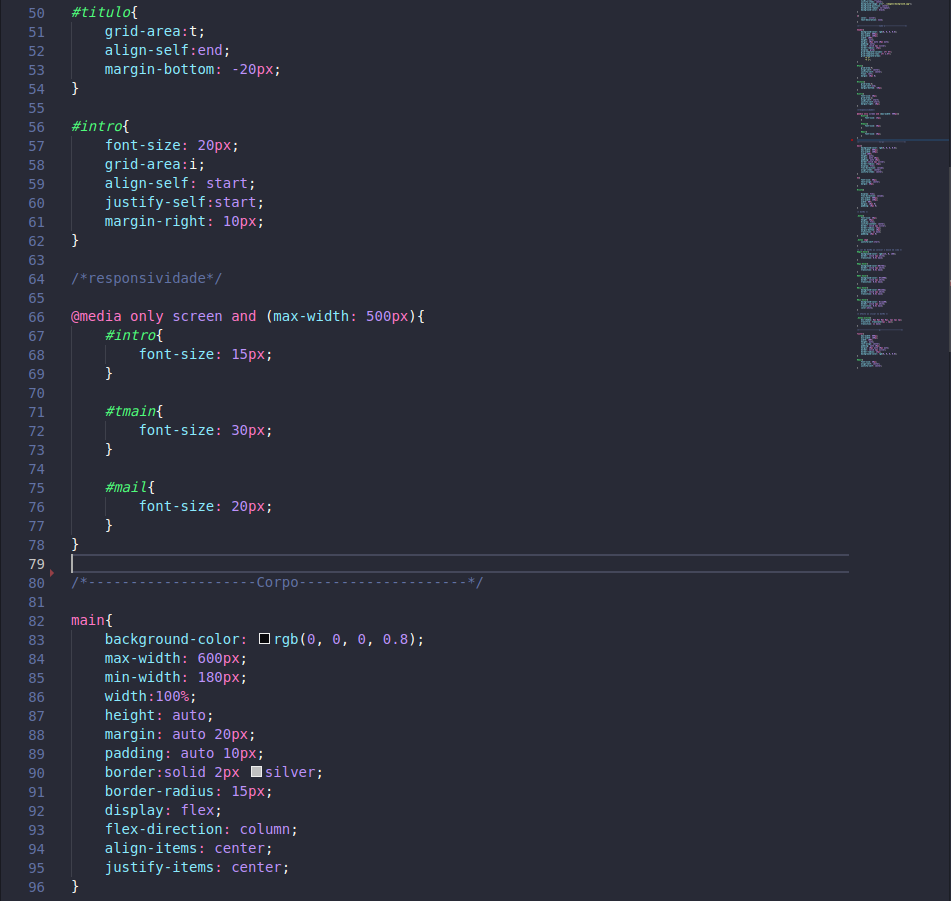 50 #titulo{
51     grid-area:t;
52     align-self:end;
53     margin-bottom: -20px;
54 }
55
56 #intro{
57     font-size: 20px;
58     grid-area:i;
59     align-self: start;
60     justify-self:start;
61     margin-right: 10px;
62 }
63
64 /*responsividade*/
65
66 @media only screen and (max-width: 500px){
67     #intro{
68         font-size: 15px;
69     }
70
71     #tmain{
72         font-size: 30px;
73     }
74
75     #mail{
76         font-size: 20px;
77     }
78 }
79
80 /*--------------------Corpo--------------------*/
81
82 main{
83     background-color: rgb(0, 0, 0, 0.8);
84     max-width: 600px;
85     min-width: 180px;
86     width:100%;
87     height: auto;
88     margin: auto 20px;
89     padding: auto 10px;
90     border:solid 2px silver;
91     border-radius: 15px;
92     display: flex;
93     flex-direction: column;
94     align-items: center;
95     justify-items: center;
96 }